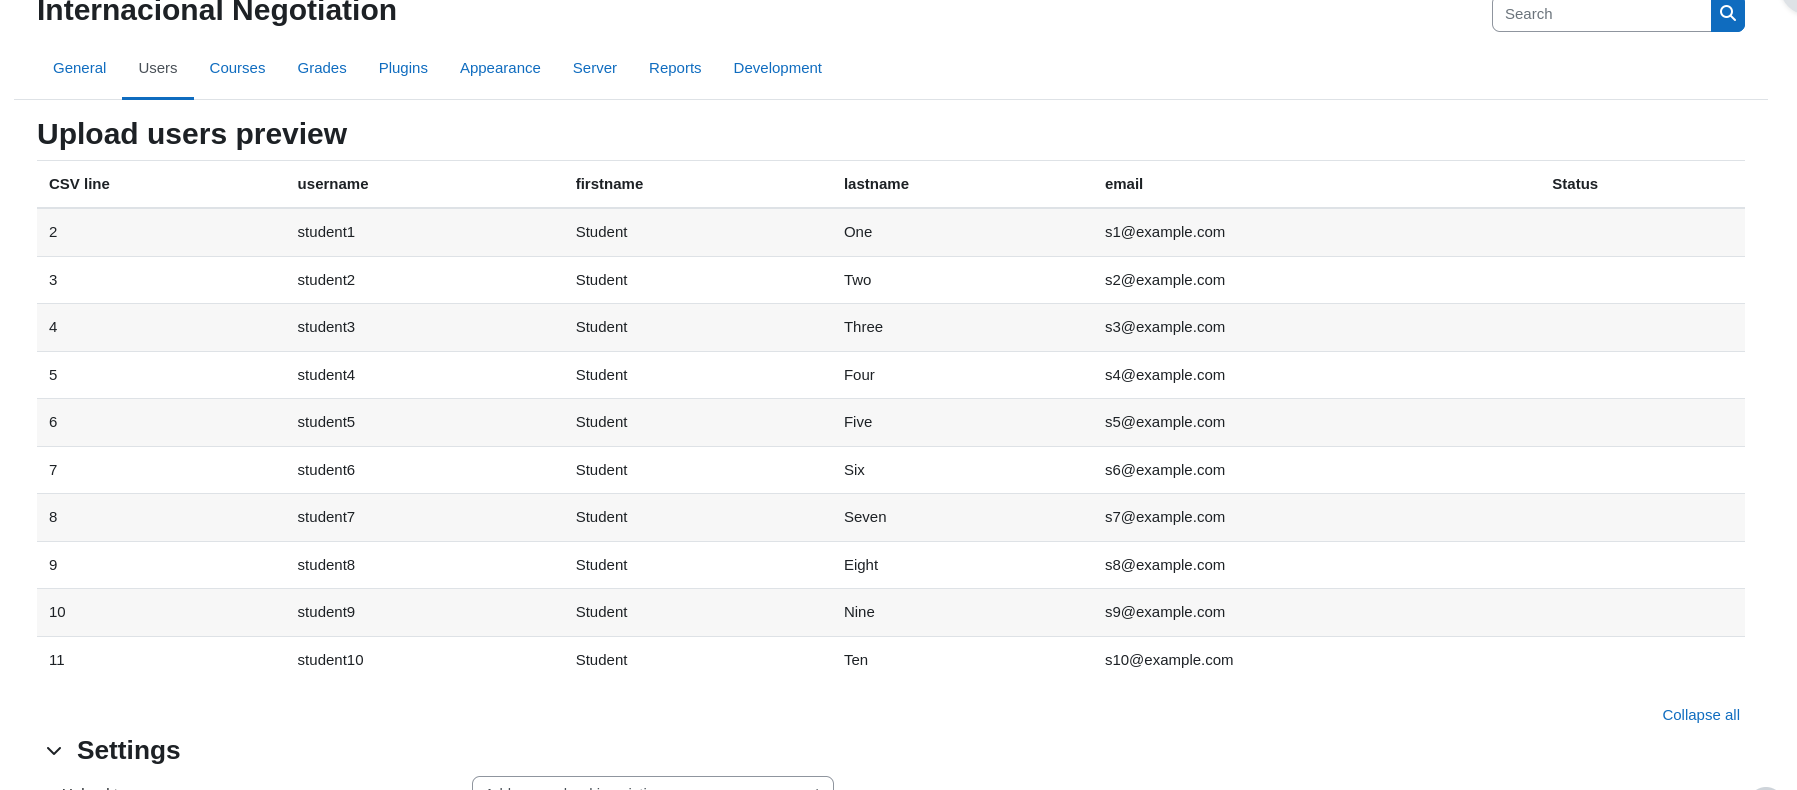 Internacional Negotiation
Search
General Users Courses Grades Plugins Appearance Server Reports Development
Upload users preview
CSV line username firstname lastname email Status
2 student1 Student One s1@example.com
3 student2 Student Two s2@example.com
4 student3 Student Three s3@example.com
5 student4 Student Four s4@example.com
6 student5 Student Five s5@example.com
7 student6 Student Six s6@example.com
8 student7 Student Seven s7@example.com
9 student8 Student Eight s8@example.com
10 student9 Student Nine s9@example.com
11 student10 Student Ten s10@example.com
Collapse all
Settings